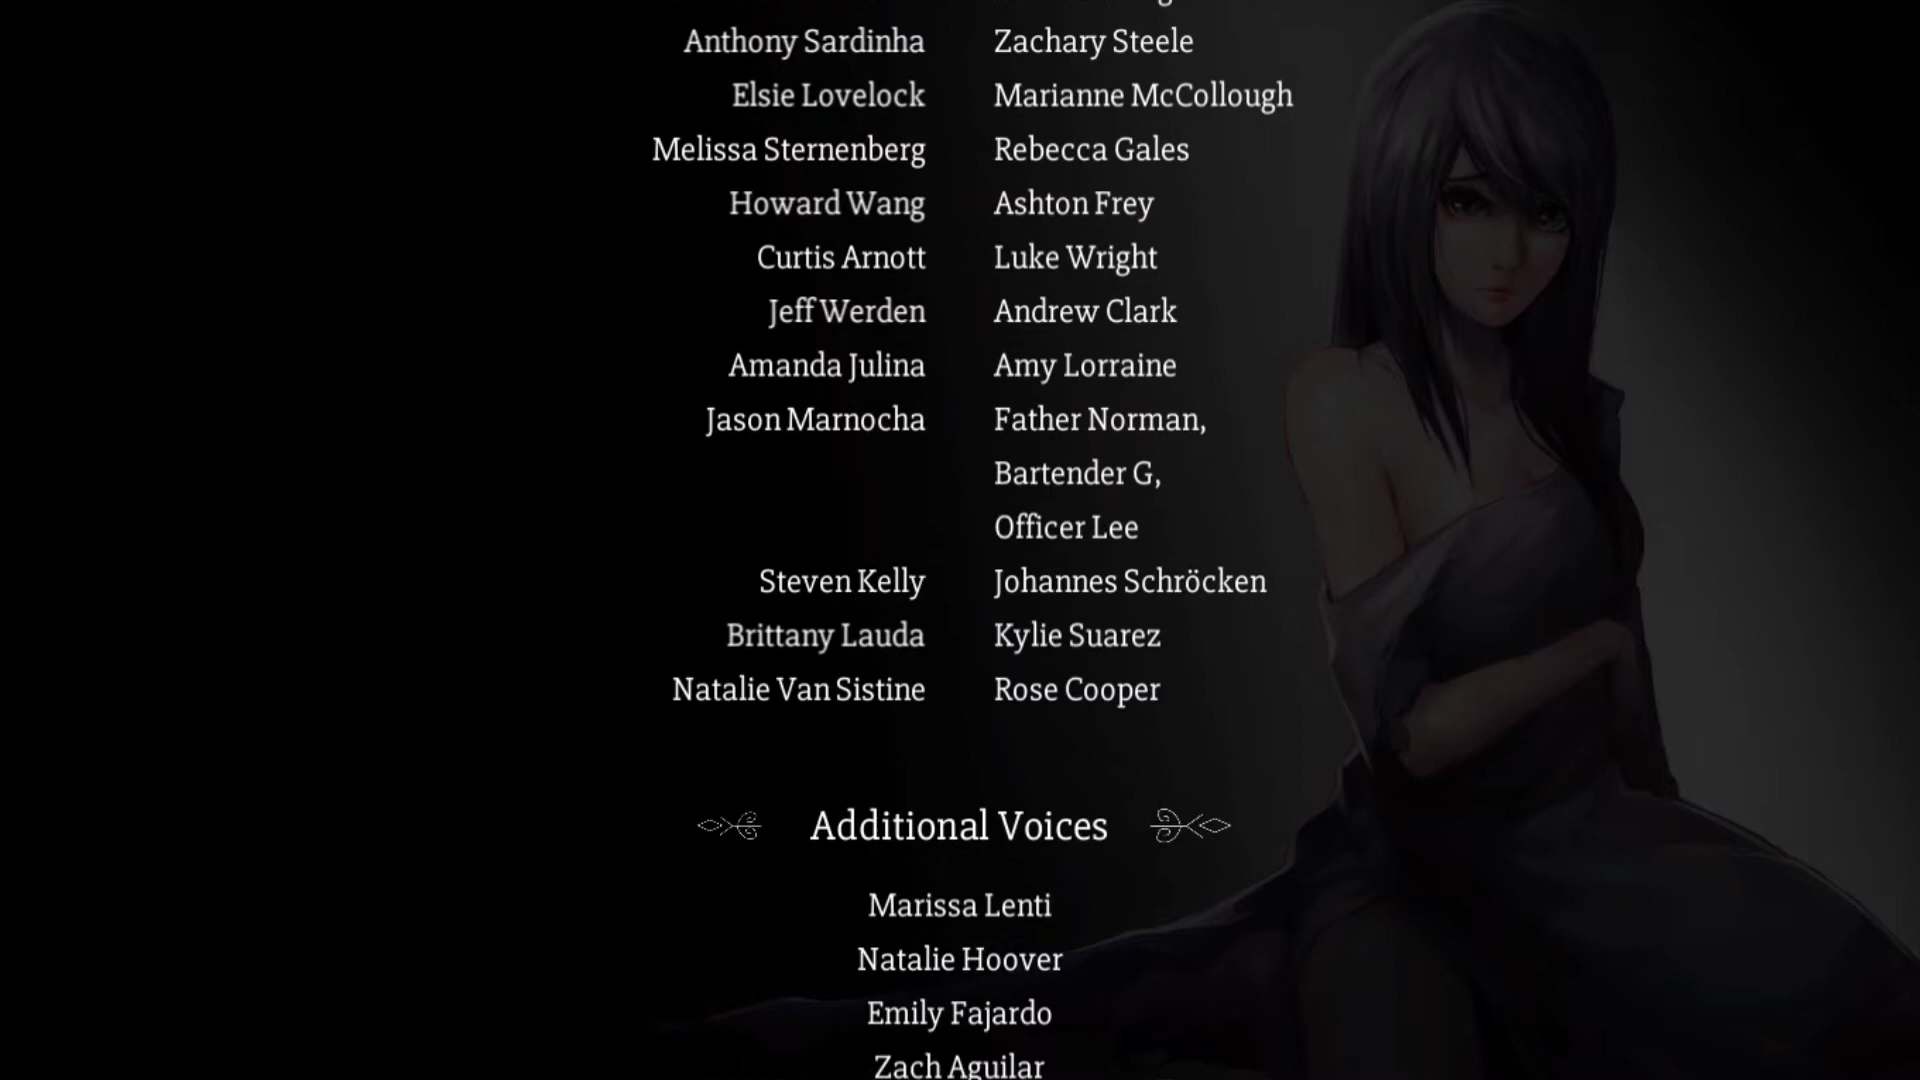 Anthony Sardinha Zachary Steele
Elsie Lovelock Marianne McCollough
Melissa Sternenberg Rebecca Gales
Howard Wang Ashton Frey
Curtis Arnott Luke Wright
Jeff Werden Andrew Clark
Amanda Julina Amy Lorraine
Jason Marnocha Father Norman,
Bartender G,
Officer Lee
Steven Kelly Johannes Schröcken
Brittany Lauda Kylie Suarez
Natalie Van Sistine Rose Cooper
Additional Voices
Marissa Lenti
Natalie Hoover
Emily Fajardo
Zach Aguilar